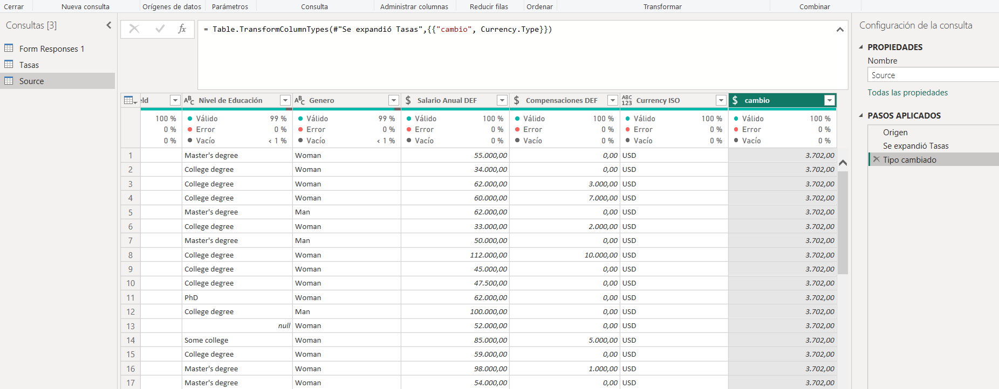 Cerrar Nueva consulta Orígenes de datos Parámetros Consulta Administrar columnas Reducir filas Ordenar Transformar Combinar
Consultas [3]
Form Responses 1
Tasas
Source
fx = Table.TransformColumnTypes(#"Se expandió Tasas",{{"cambio", Currency.Type}})
eld ABC Nivel de Educación ABC Genero $ Salario Anual DEF $ Compensaciones DEF ABC 123 Currency ISO $ cambio
100 % Válido 99 % Válido 99 % Válido 100 % Válido 100 % Válido 100 % Válido 100 %
0 % Error 0 % Error 0 % Error 0 % Error 0 % Error 0 % Error 0 %
0 % Vacío < 1 % Vacío < 1 % Vacío 0 % Vacío 0 % Vacío 0 % Vacío 0 %
1 Master's degree Woman 55.000,00 0,00 USD 3.702,00
2 College degree Woman 34.000,00 0,00 USD 3.702,00
3 College degree Woman 62.000,00 3.000,00 USD 3.702,00
4 College degree Woman 60.000,00 7.000,00 USD 3.702,00
5 Master's degree Man 62.000,00 0,00 USD 3.702,00
6 College degree Woman 33.000,00 2.000,00 USD 3.702,00
7 Master's degree Man 50.000,00 0,00 USD 3.702,00
8 College degree Woman 112.000,00 10.000,00 USD 3.702,00
9 College degree Woman 45.000,00 0,00 USD 3.702,00
10 College degree Woman 47.500,00 0,00 USD 3.702,00
11 PhD Woman 62.000,00 0,00 USD 3.702,00
12 College degree Man 100.000,00 0,00 USD 3.702,00
13 null Woman 52.000,00 0,00 USD 3.702,00
14 Some college Woman 85.000,00 5.000,00 USD 3.702,00
15 College degree Woman 59.000,00 0,00 USD 3.702,00
16 Master's degree Woman 98.000,00 1.000,00 USD 3.702,00
17 Master's degree Woman 54.000,00 0,00 USD 3.702,00
Configuración de la consulta
PROPIEDADES
Nombre
Source
Todas las propiedades
PASOS APLICADOS
Origen
Se expandió Tasas
Tipo cambiado